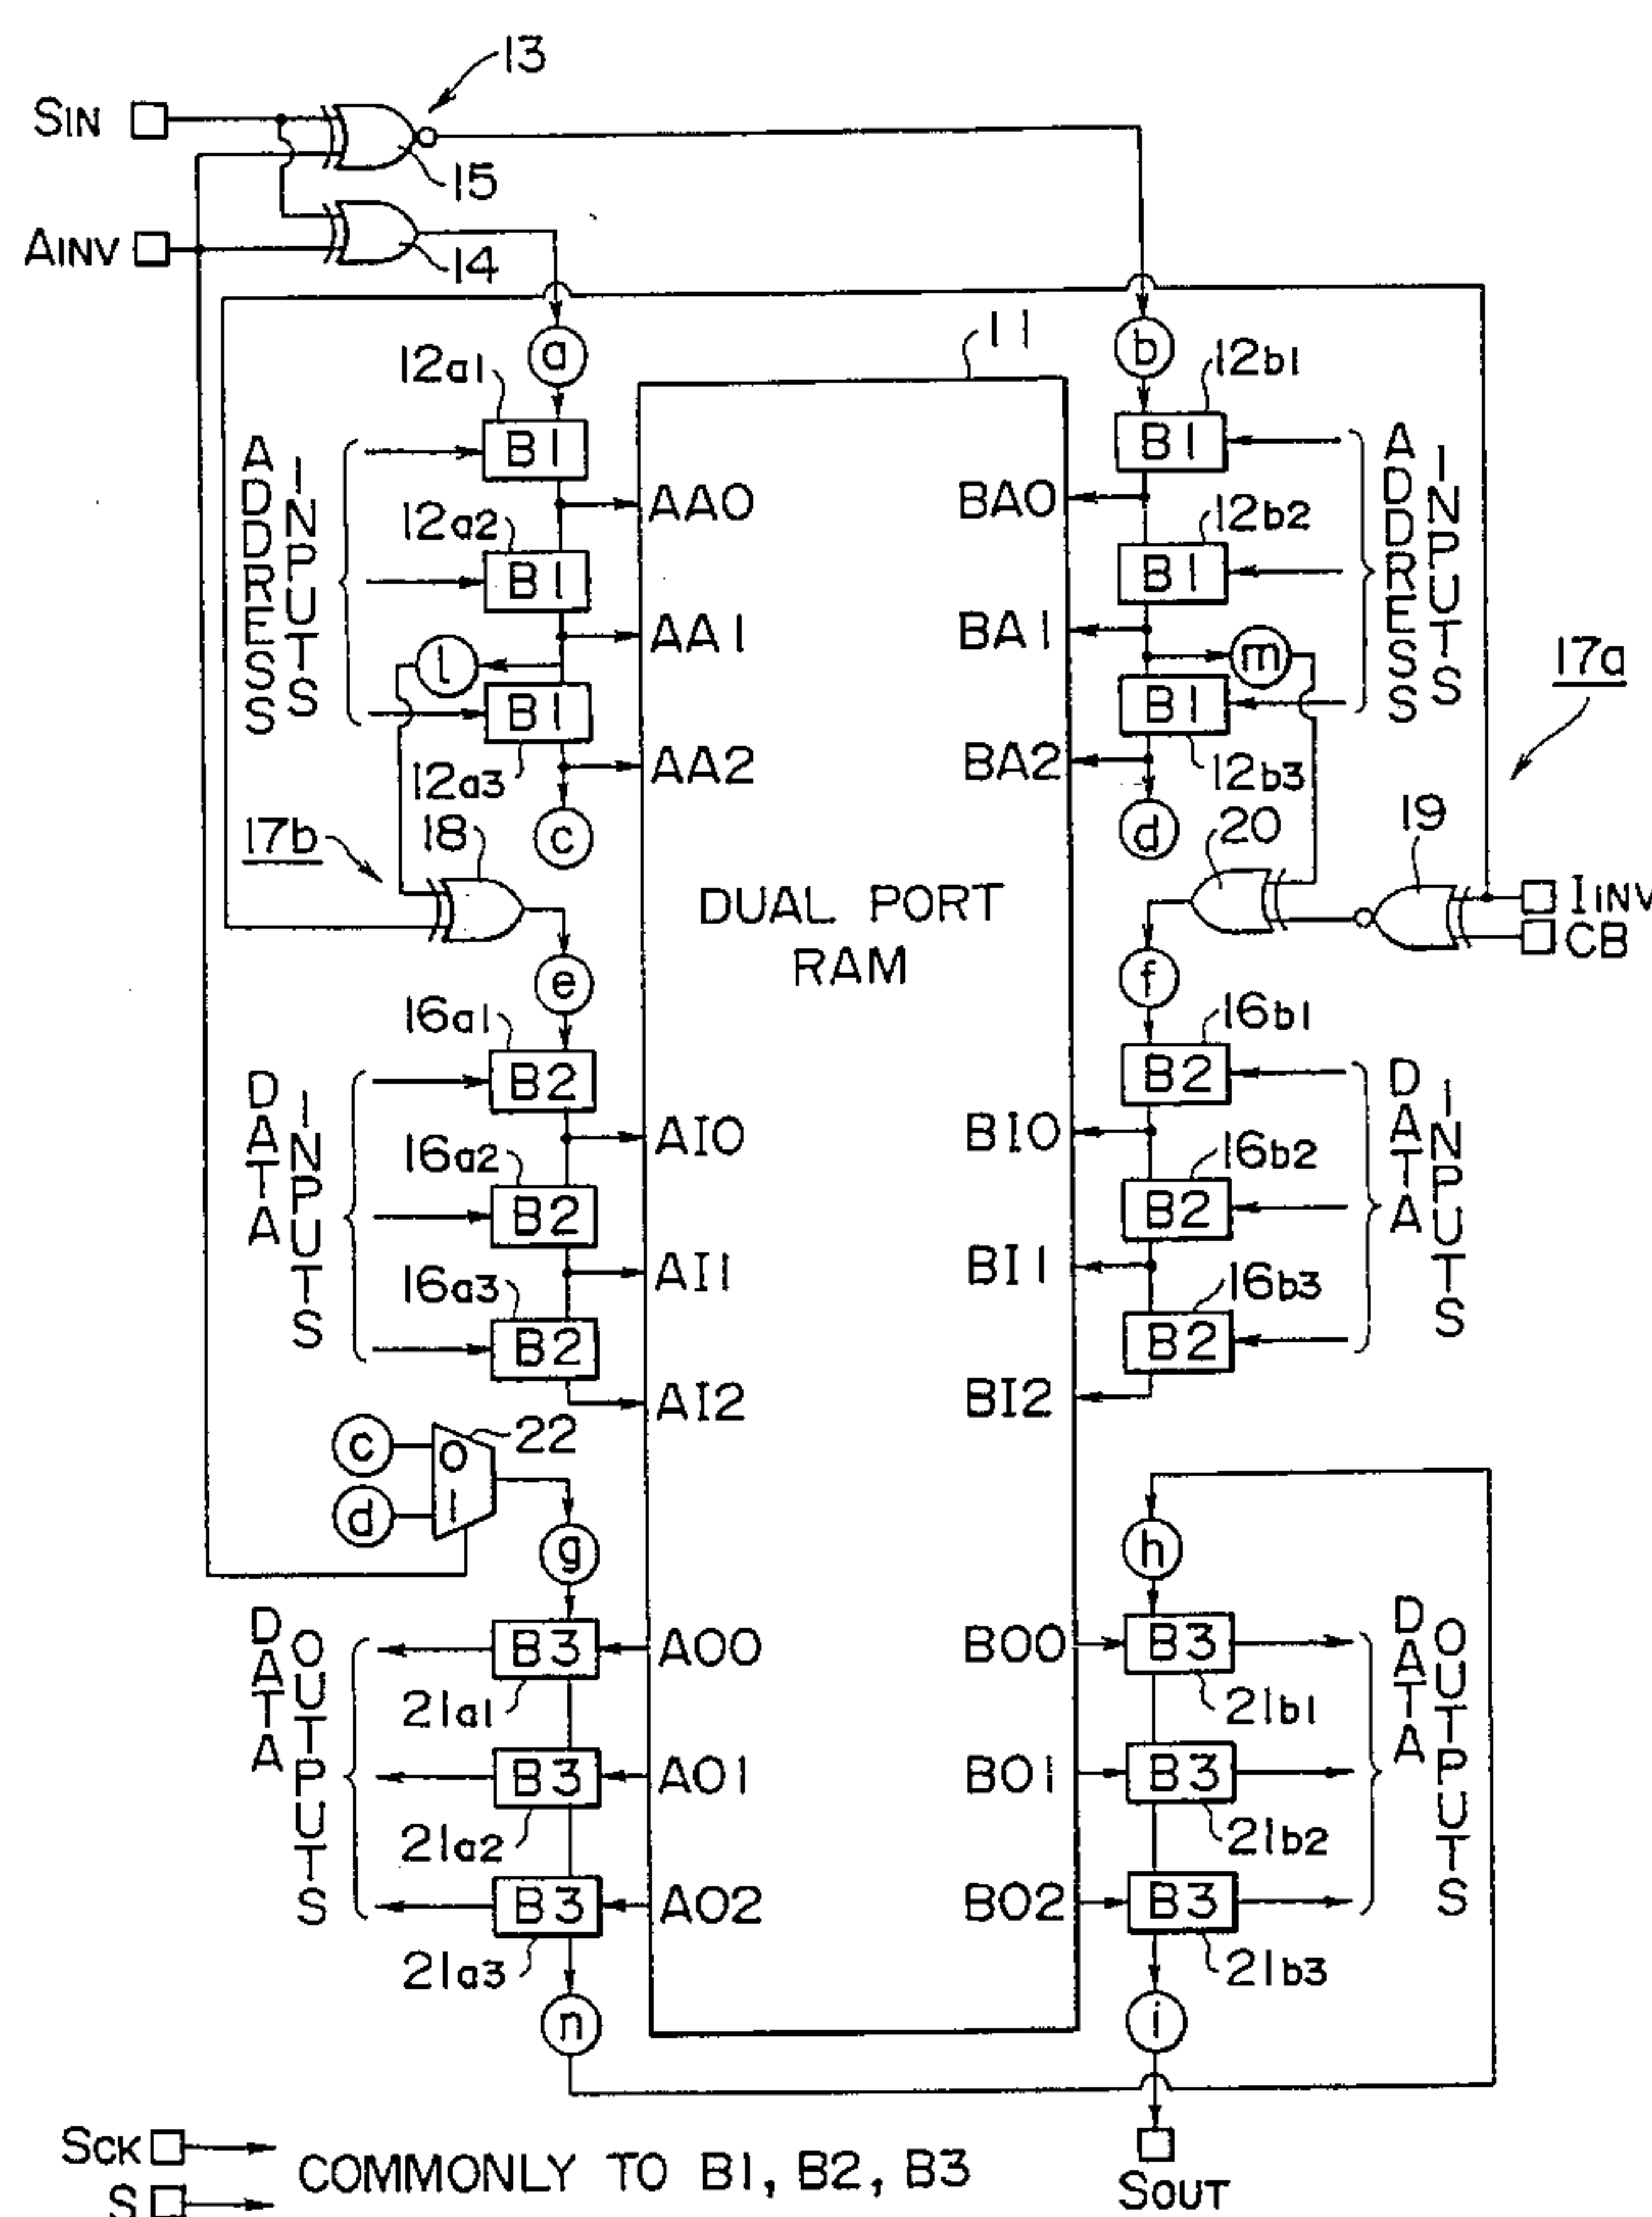 13
SIN
15
AINV
14
11
a
b
12a1
12b1
B1
B1
ADDRESS INPUTS
ADDRESS INPUTS
AA0
BA0
12a2
12b2
B1
B1
AA1
BA1
l
m
17a
B1
B1
AA2
BA2
12a3
12b3
c
d
17b
18
20
19
DUAL PORT
RAM
IINV
CB
e
f
16a1
16b1
B2
B2
DATA INPUTS
DATA INPUTS
AI0
BI0
16a2
16b2
B2
B2
AI1
BI1
16a3
16b3
B2
B2
AI2
BI2
c
0
22
d
1
g
h
B3
AO0
BO0
B3
DATA OUTPUTS
DATA OUTPUTS
21a1
21b1
B3
AO1
BO1
B3
21a2
21b2
B3
AO2
BO2
B3
21a3
21b3
n
i
SCK
COMMONLY TO B1, B2, B3
S
SOUT